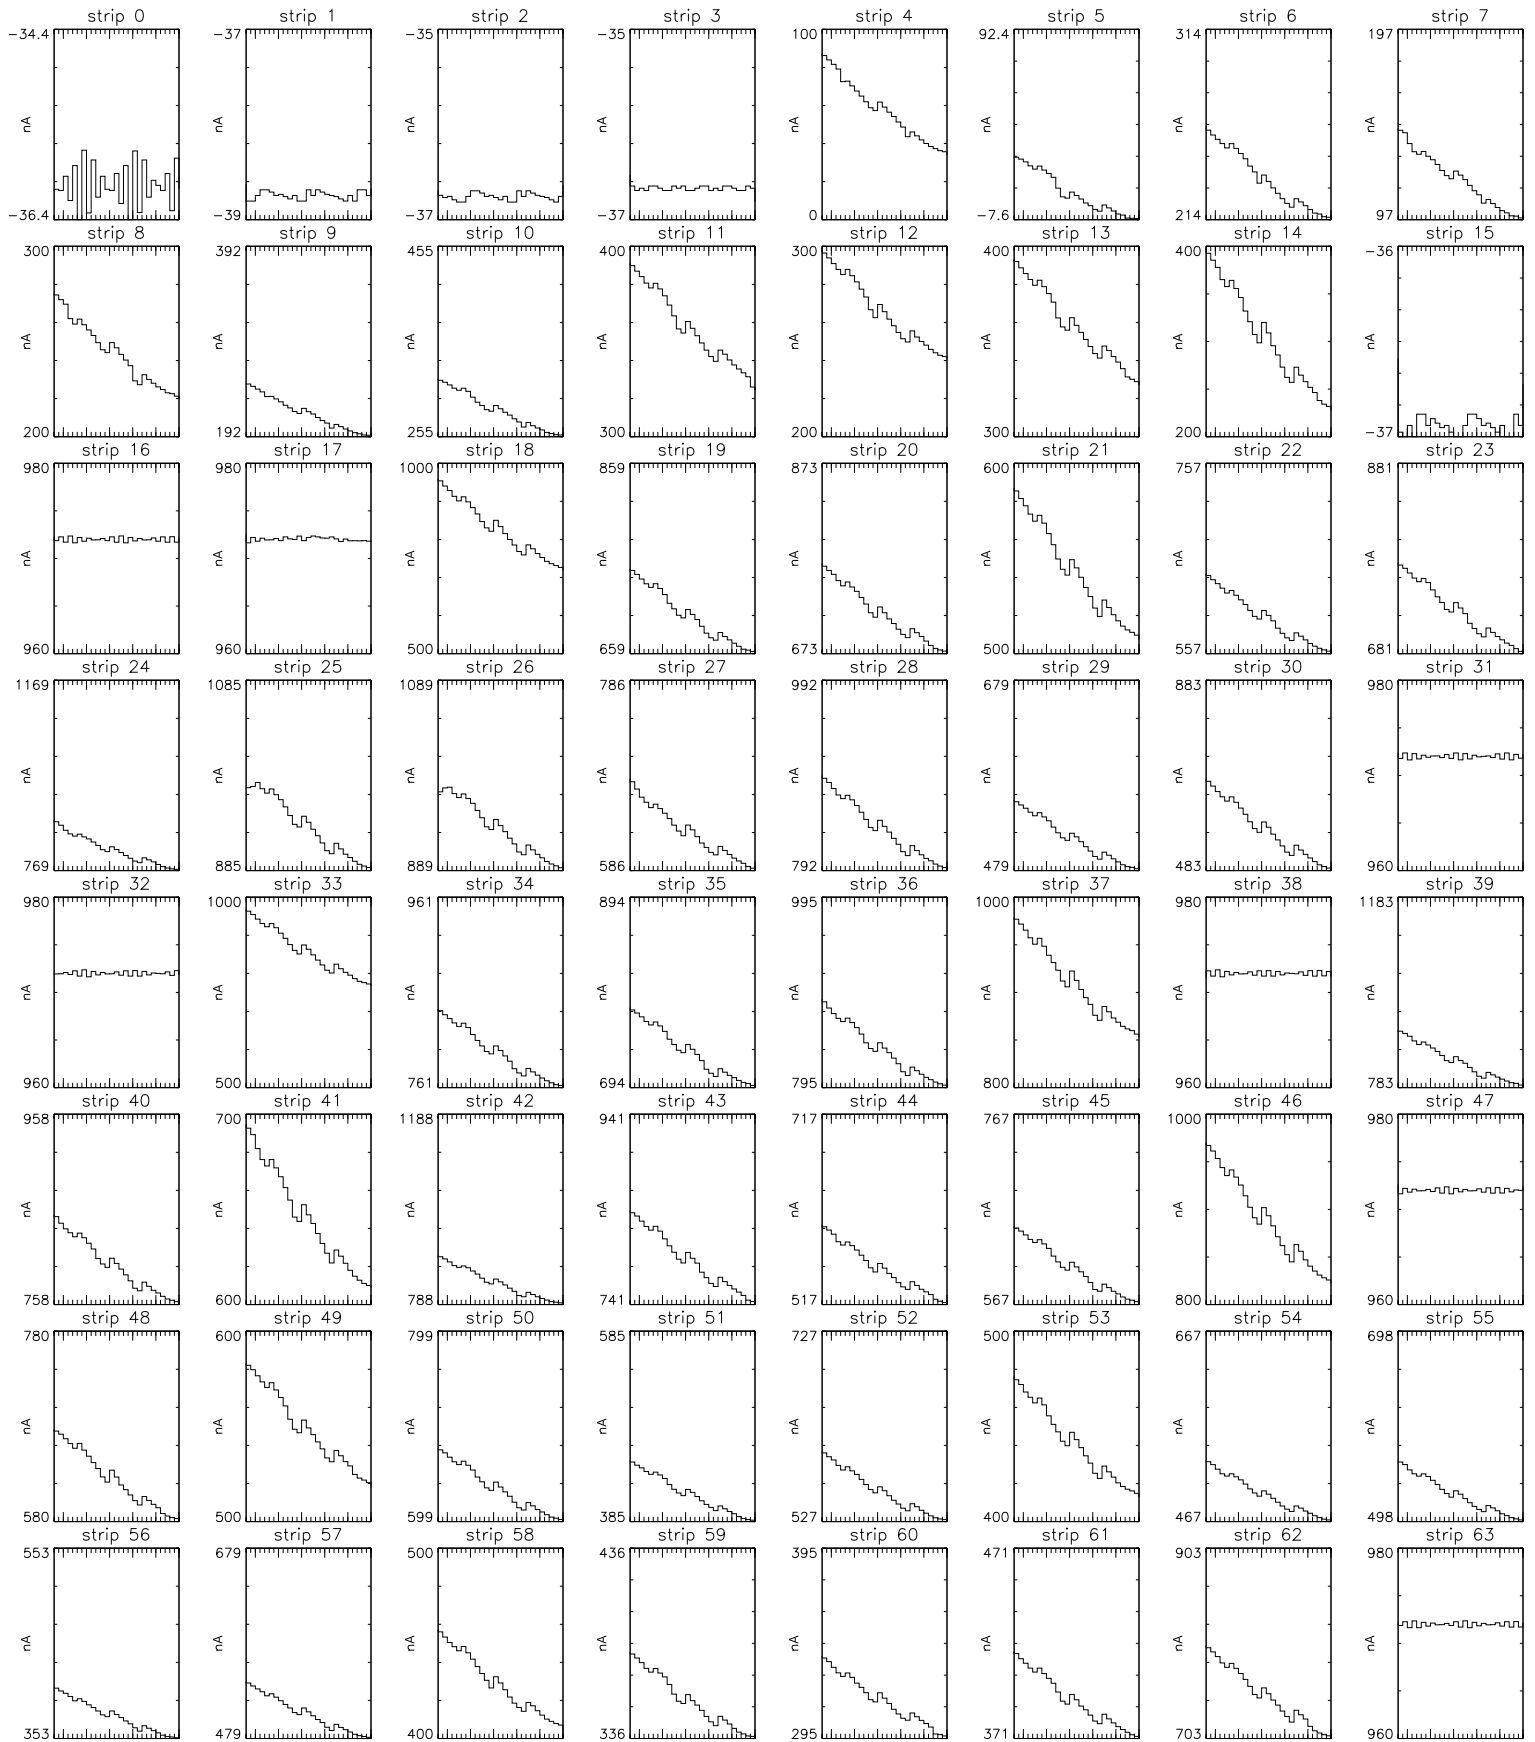 strip 0 strip 1 strip 2 strip 3 strip 4 strip 5 strip 6 strip 7
−34.4 −37 −35 −35 100 92.4 314 197
nA nA nA nA nA nA nA nA
−36.4 −39 −37 −37 0 −7.6 214 97
strip 8 strip 9 strip 10 strip 11 strip 12 strip 13 strip 14 strip 15
300 392 455 400 300 400 400 −36
nA nA nA nA nA nA nA nA
200 192 255 300 200 300 200 −37
strip 16 strip 17 strip 18 strip 19 strip 20 strip 21 strip 22 strip 23
980 980 1000 859 873 600 757 881
nA nA nA nA nA nA nA nA
960 960 500 659 673 500 557 681
strip 24 strip 25 strip 26 strip 27 strip 28 strip 29 strip 30 strip 31
1169 1085 1089 786 992 679 883 980
nA nA nA nA nA nA nA nA
769 885 889 586 792 479 483 960
strip 32 strip 33 strip 34 strip 35 strip 36 strip 37 strip 38 strip 39
980 1000 961 894 995 1000 980 1183
nA nA nA nA nA nA nA nA
960 500 761 694 795 800 960 783
strip 40 strip 41 strip 42 strip 43 strip 44 strip 45 strip 46 strip 47
958 700 1188 941 717 767 1000 980
nA nA nA nA nA nA nA nA
758 600 788 741 517 567 800 960
strip 48 strip 49 strip 50 strip 51 strip 52 strip 53 strip 54 strip 55
780 600 799 585 727 500 667 698
nA nA nA nA nA nA nA nA
580 500 599 385 527 400 467 498
strip 56 strip 57 strip 58 strip 59 strip 60 strip 61 strip 62 strip 63
553 679 500 436 395 471 903 980
nA nA nA nA nA nA nA nA
353 479 400 336 295 371 703 960